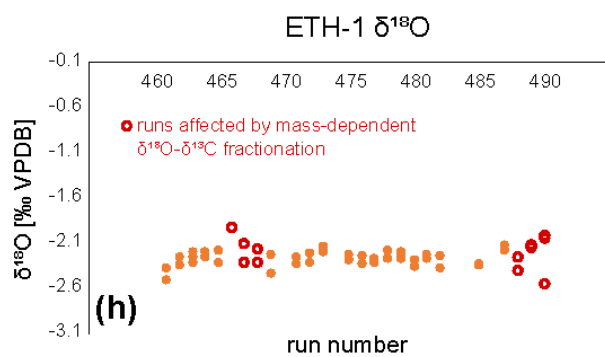 ETH-1 δ¹⁸O
-0.1
460 465 470 475 480 485 490
-0.6
runs affected by mass-dependent
δ¹⁸O-δ¹³C fractionation
-1.1
-1.6
-2.1
-2.6
-3.1
δ¹⁸O [‰ VPDB]
(h)
run number